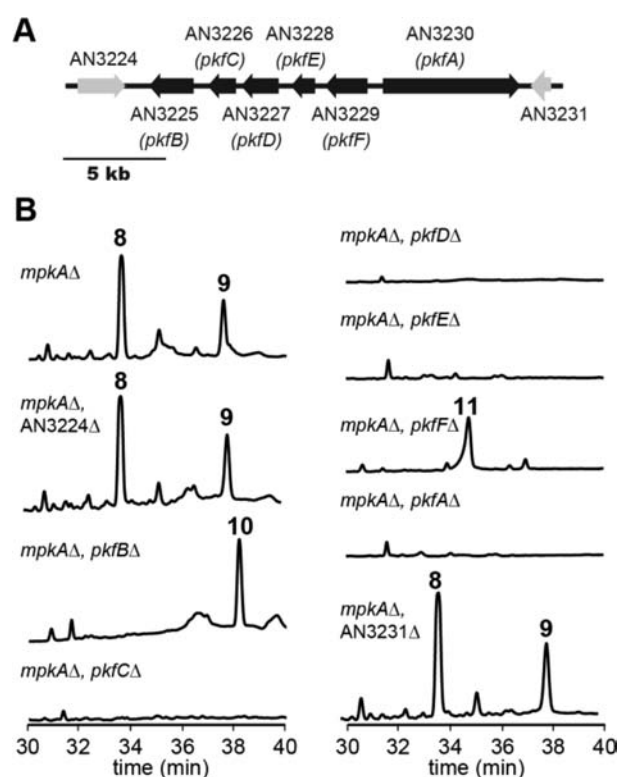 A
AN3224
AN3226
(pkfC)
AN3228
(pkfE)
AN3230
(pkfA)
AN3225
(pkfB)
AN3227
(pkfD)
AN3229
(pkfF)
AN3231
5 kb
B
mpkAΔ
8
9
mpkAΔ,
AN3224Δ
8
9
mpkAΔ, pkfBΔ
10
mpkAΔ, pkfCΔ
30 32 34 36 38 40
time (min)
mpkAΔ, pkfDΔ
mpkAΔ, pkfEΔ
mpkAΔ, pkfFΔ
11
mpkAΔ, pkfAΔ
mpkAΔ,
AN3231Δ
8
9
30 32 34 36 38 40
time (min)